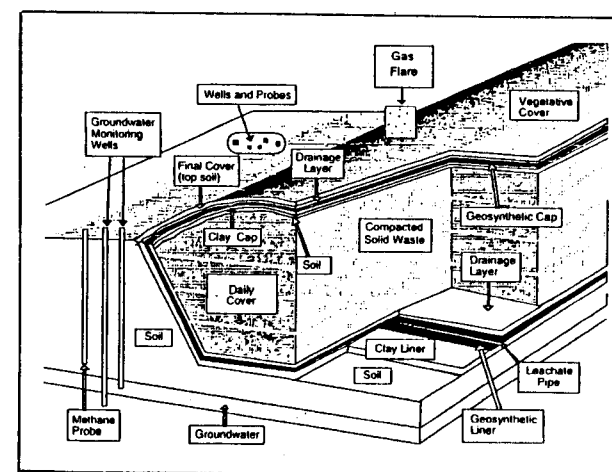 Gas
Flare
Wells and Probes
Vegetative
Cover
Groundwater
Monitoring
Wells
Final Cover
(top soil)
Drainage
Layer
Geosynthetic Cap
Clay Cap
Compacted
Solid Waste
Soil
Drainage
Layer
Daily
Cover
Soil
Clay Liner
Soil
Leachate
Pipe
Methane
Probe
Groundwater
Geosynthetic
Liner